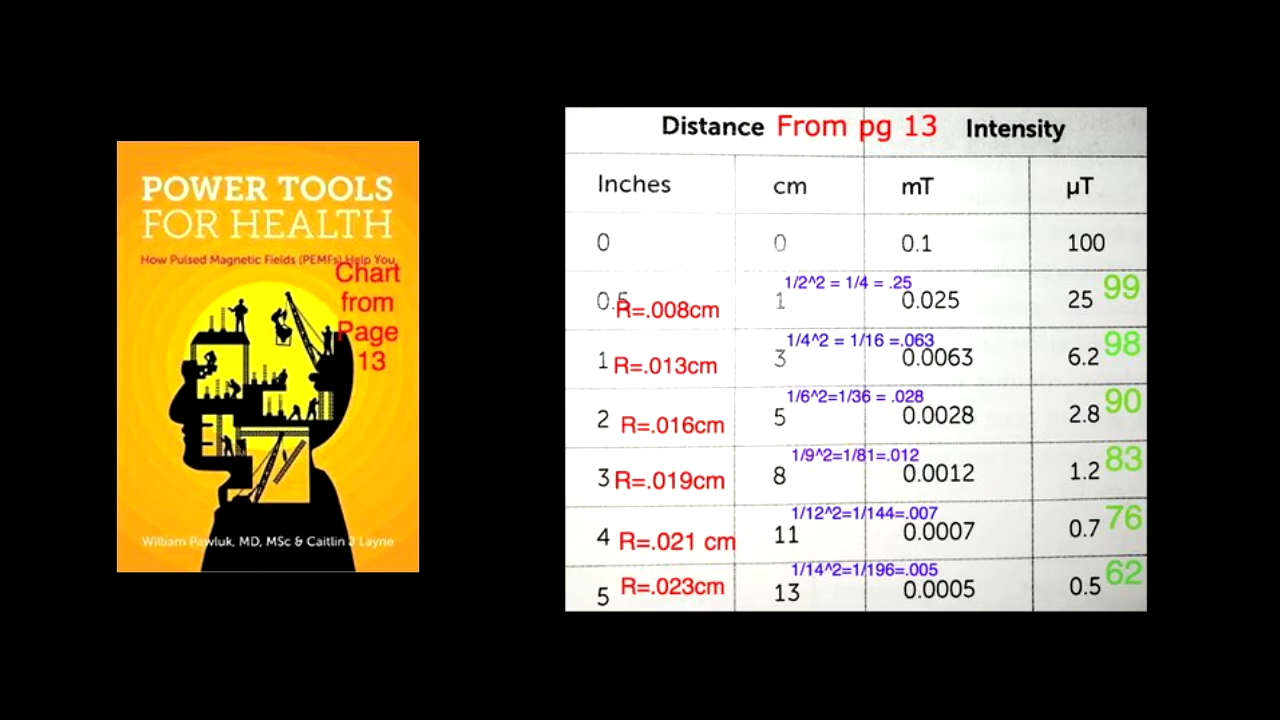 POWER TOOLS
FOR HEALTH
How Pulsed Magnetic Fields (PEMFs) Help You
Chart
from
Page
13
William Pawluk, MD, MSc & Caitlin J Layne
Distance From pg 13 Intensity
Inches cm mT µT
0 0 0.1 100
1/2^2 = 1/4 = .25
0.5 R=.008cm 1 0.025 25 99
1/4^2 = 1/16 =.063
1 R=.013cm 3 0.0063 6.2 98
1/6^2=1/36 = .028
2 R=.016cm 5 0.0028 2.8 90
1/9^2=1/81=.012
3 R=.019cm 8 0.0012 1.2 83
1/12^2=1/144=.007
4 R=.021 cm 11 0.0007 0.7 76
1/14^2=1/196=.005
5 R=.023cm 13 0.0005 0.5 62